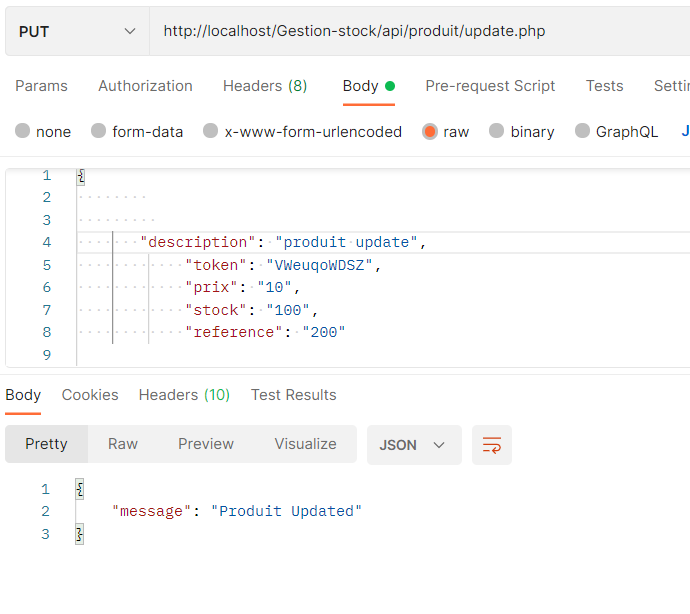 PUT http://localhost/Gestion-stock/api/produit/update.php
Params Authorization Headers (8) Body Pre-request Script Tests
none form-data x-www-form-urlencoded raw binary GraphQL
1 {
2
3
4 "description": "produit update",
5 "token": "VWeuqoWDSZ",
6 "prix": "10",
7 "stock": "100",
8 "reference": "200"
9
Body Cookies Headers (10) Test Results
Pretty Raw Preview Visualize JSON
1 {
2 "message": "Produit Updated"
3 }